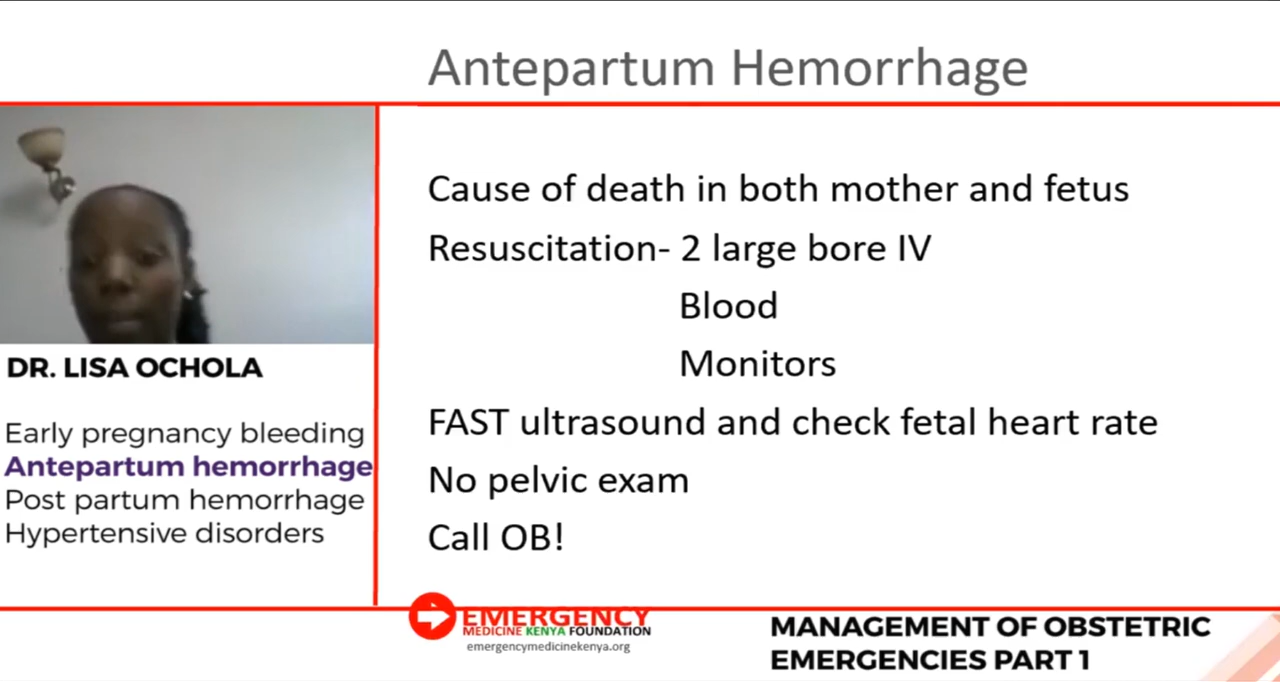 Antepartum Hemorrhage
DR. LISA OCHOLA
Early pregnancy bleeding
Antepartum hemorrhage
Post partum hemorrhage
Hypertensive disorders
Cause of death in both mother and fetus
Resuscitation- 2 large bore IV
Blood
Monitors
FAST ultrasound and check fetal heart rate
No pelvic exam
Call OB!
EMERGENCY
MEDICINE KENYA FOUNDATION
emergencymedicinekenya.org
MANAGEMENT OF OBSTETRIC
EMERGENCIES PART 1